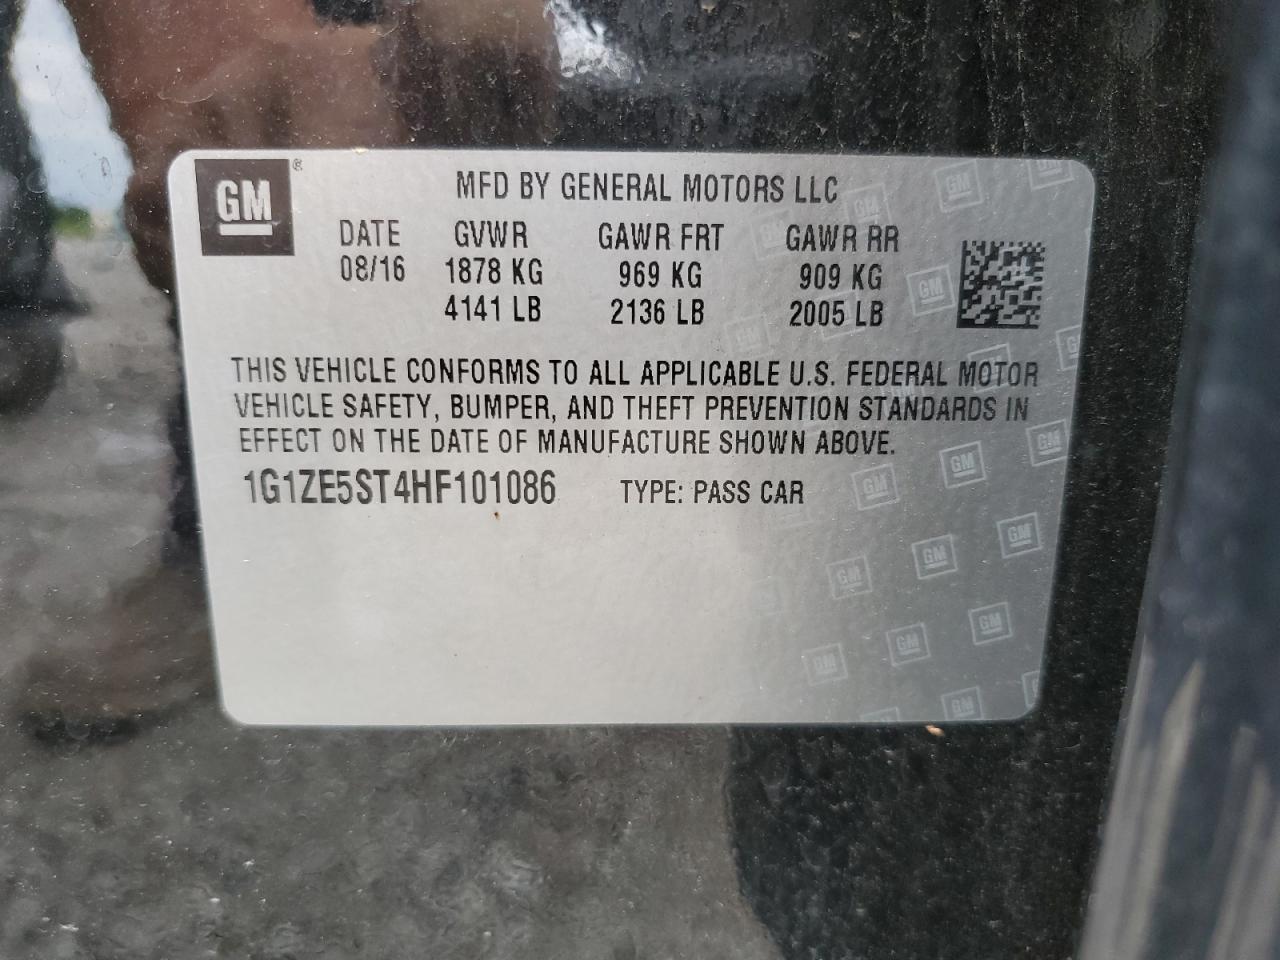 GM ®
MFD BY GENERAL MOTORS LLC
DATE GVWR GAWR FRT GAWR RR
08/16 1878 KG 969 KG 909 KG
4141 LB 2136 LB 2005 LB
THIS VEHICLE CONFORMS TO ALL APPLICABLE U.S. FEDERAL MOTOR
VEHICLE SAFETY, BUMPER, AND THEFT PREVENTION STANDARDS IN
EFFECT ON THE DATE OF MANUFACTURE SHOWN ABOVE.
1G1ZE5ST4HF101086 TYPE: PASS CAR